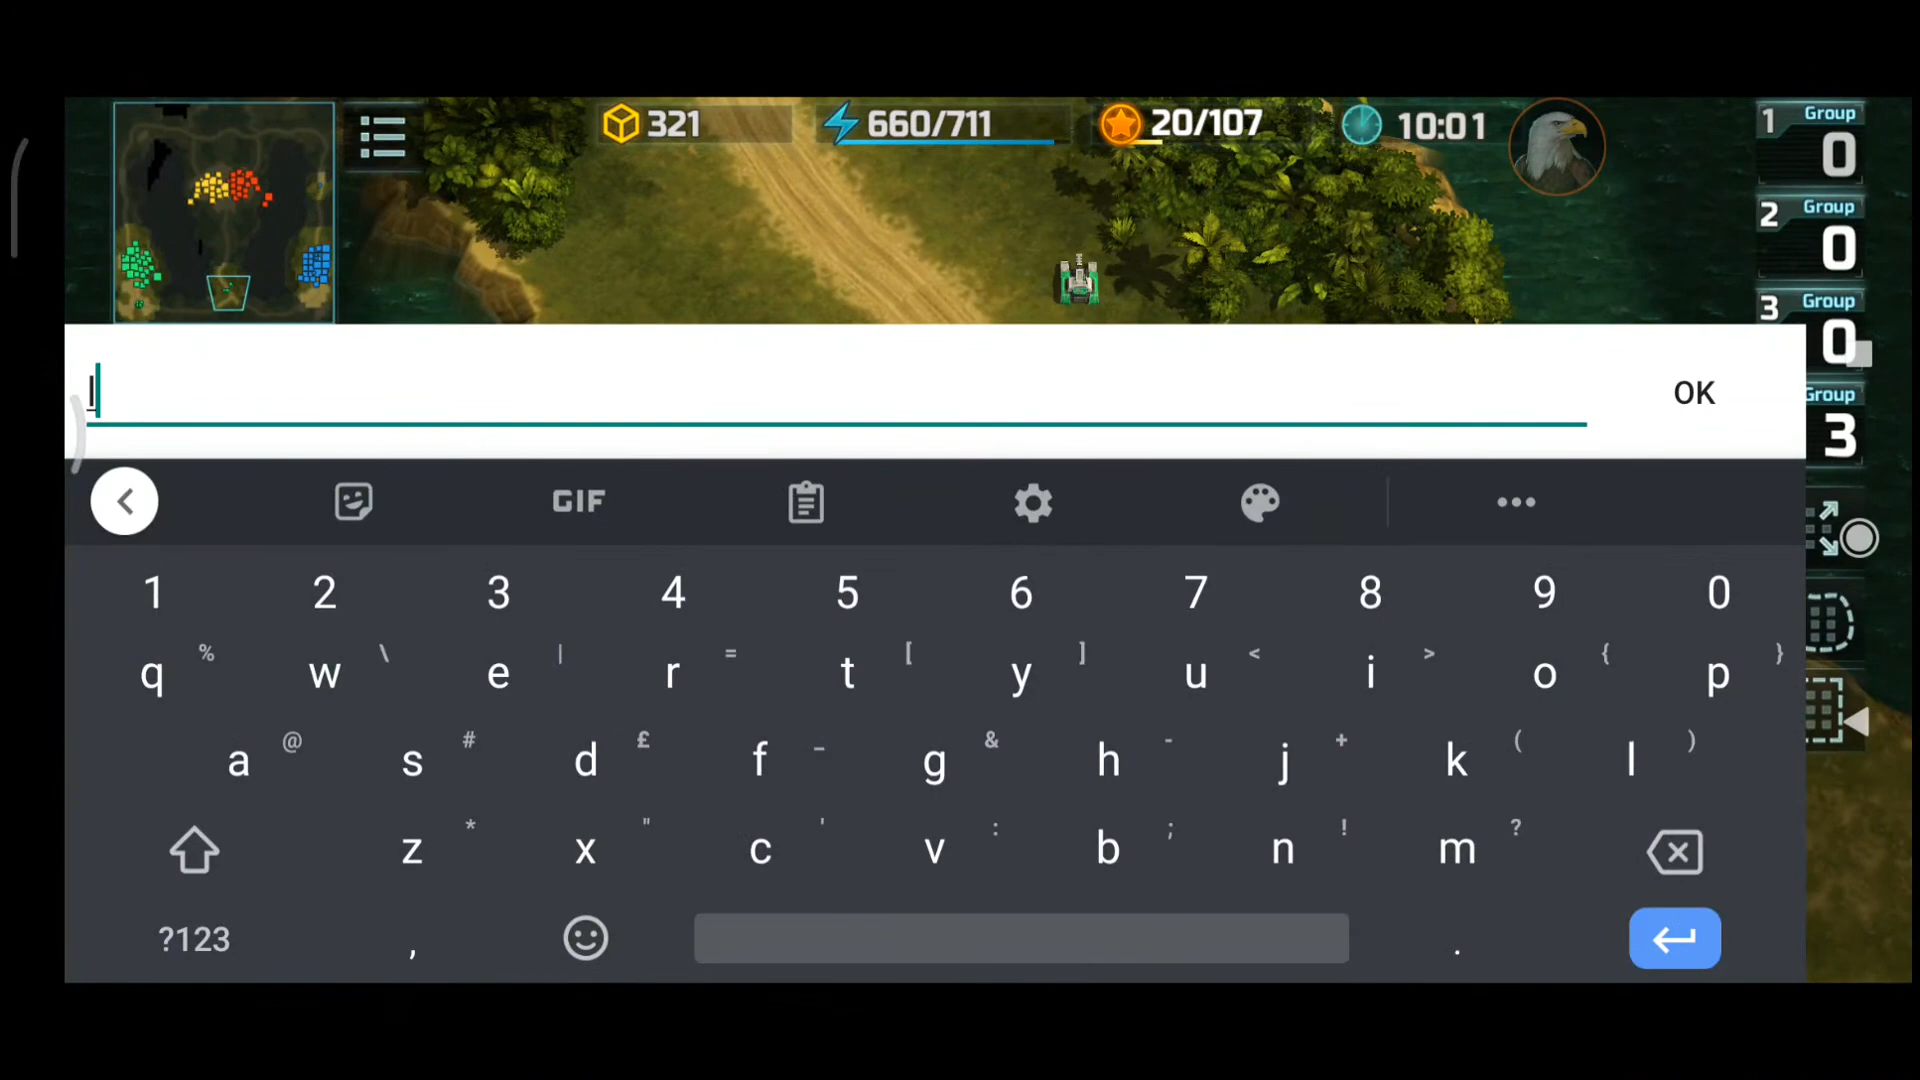 321
660/711
20/107
10:01
1 Group
0
2 Group
0
3 Group
0
Group
3
OK
GIF
1 2 3 4 5 6 7 8 9 0
q % w \ e | r = t [ y ] u < i > o { p }
a @ s # d £ f _ g & h - j + k ( l )
z * x " c ' v : b ; n ! m ?
?123 , .